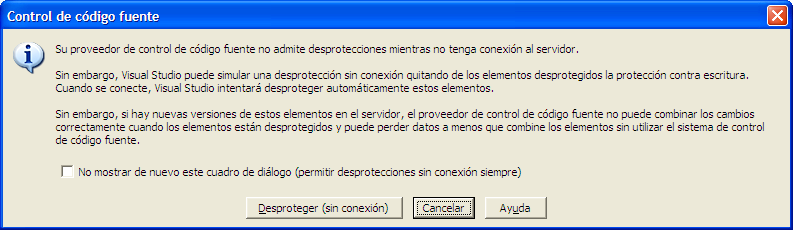 Control de código fuente
Su proveedor de control de código fuente no admite desprotecciones mientras no tenga conexión al servidor.
Sin embargo, Visual Studio puede simular una desprotección sin conexión quitando de los elementos desprotegidos la protección contra escritura.
Cuando se conecte, Visual Studio intentará desproteger automáticamente estos elementos.
Sin embargo, si hay nuevas versiones de estos elementos en el servidor, el proveedor de control de código fuente no puede combinar los cambios
correctamente cuando los elementos están desprotegidos y puede perder datos a menos que combine los elementos sin utilizar el sistema de control
de código fuente.
No mostrar de nuevo este cuadro de diálogo (permitir desprotecciones sin conexión siempre)
Desproteger (sin conexión) Cancelar Ayuda